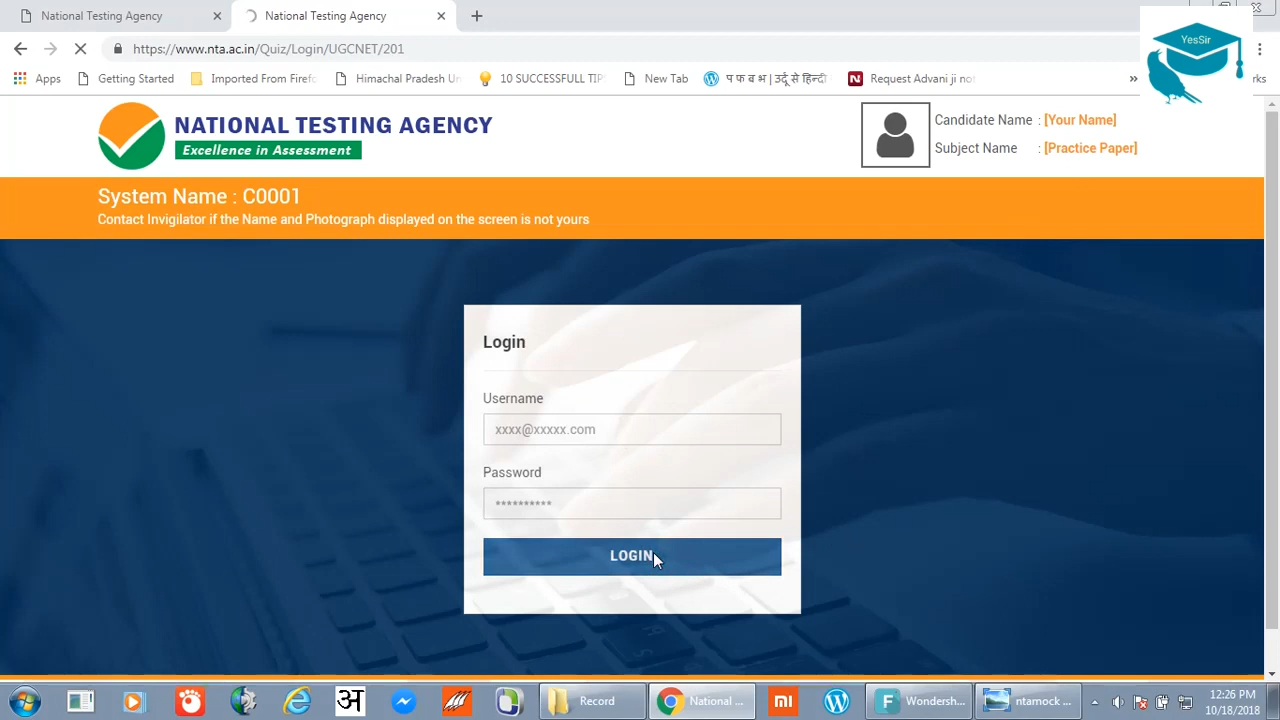 National Testing Agency
National Testing Agency
https://www.nta.ac.in/Quiz/Login/UGCNET/201
YesSir
Apps
Getting Started
Imported From Firef
Himachal Pradesh Un
10 SUCCESSFULL TIP
New Tab
प फ ब भ | उर्दू से हिन्दी
Request Advani ji no
»
rks
NATIONAL TESTING AGENCY
Excellence in Assessment
Candidate Name : [Your Name]
Subject Name : [Practice Paper]
System Name : C0001
Contact Invigilator if the Name and Photograph displayed on the screen is not yours
Login
Username
xxxx@xxxxx.com
Password
**********
LOGIN
अ
Record
National ...
mi
Wondersh...
ntamock ...
12:26 PM
10/18/2018